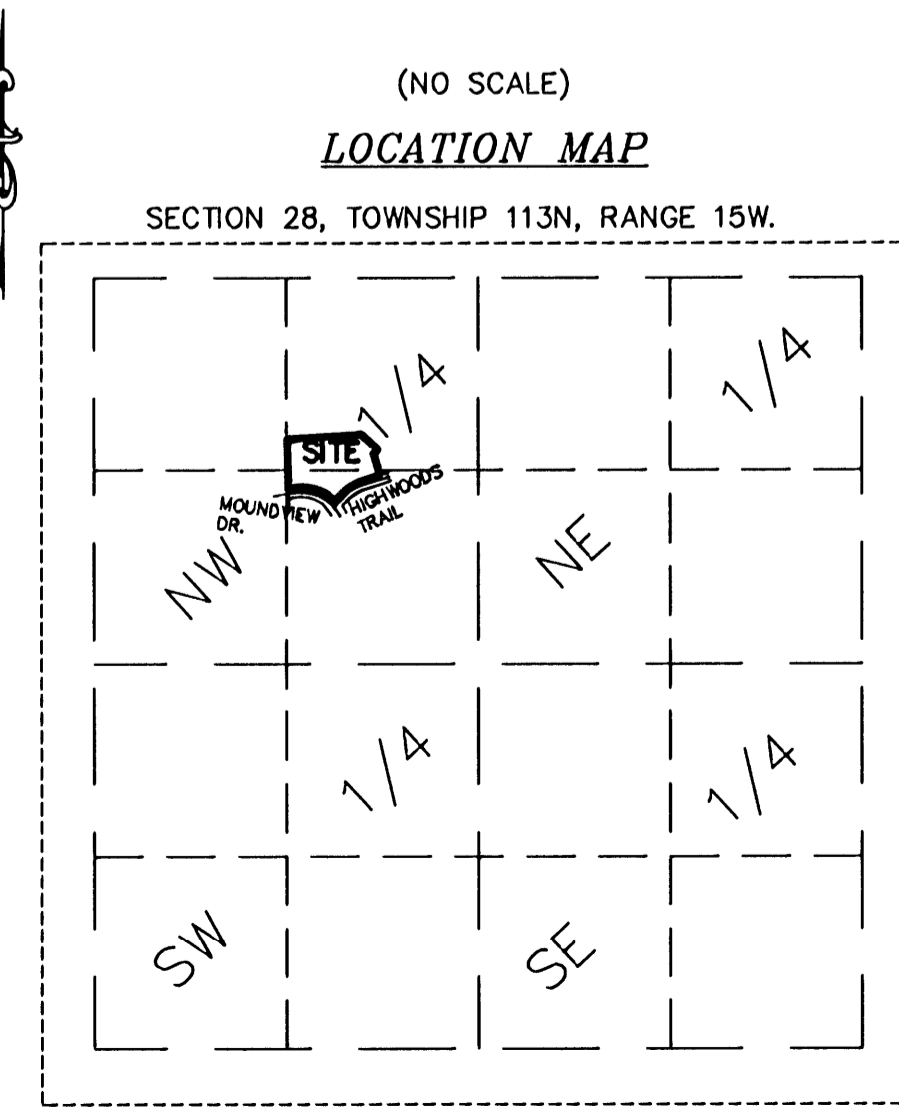 (NO SCALE)
LOCATION MAP
SECTION 28, TOWNSHIP 113N, RANGE 15W.
1/4
1/4
SITE
MOUND VIEW
DR.
HIGHWOODS
TRAIL
NW
NE
1/4
1/4
SW
SE